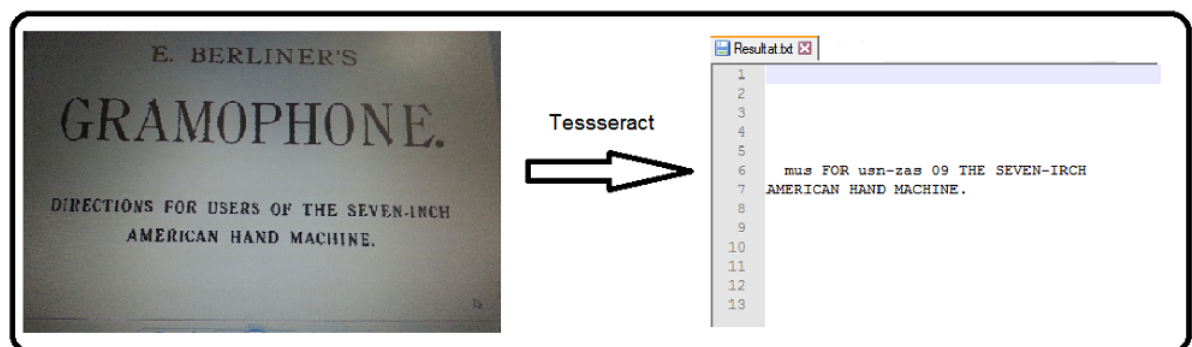 E. BERLINER'S
GRAMOPHONE.
DIRECTIONS FOR USERS OF THE SEVEN-INCH
AMERICAN HAND MACHINE.
Tessseract
Resultat.txt
1
2
3
4
5
6 mus FOR usn-zas 09 THE SEVEN-IRCH
7 AMERICAN HAND MACHINE.
8
9
10
11
12
13